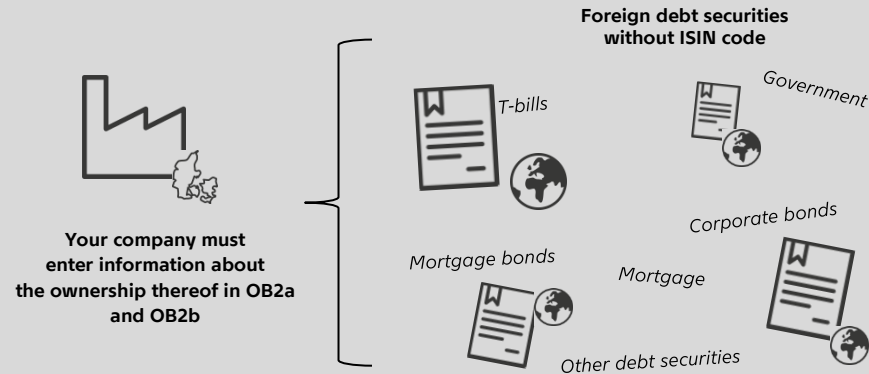 Foreign debt securities
without ISIN code
Government
T-bills
Corporate bonds
Your company must
enter information about
the ownership thereof in OB2a
and OB2b
Mortgage bonds
Mortgage
Other debt securities